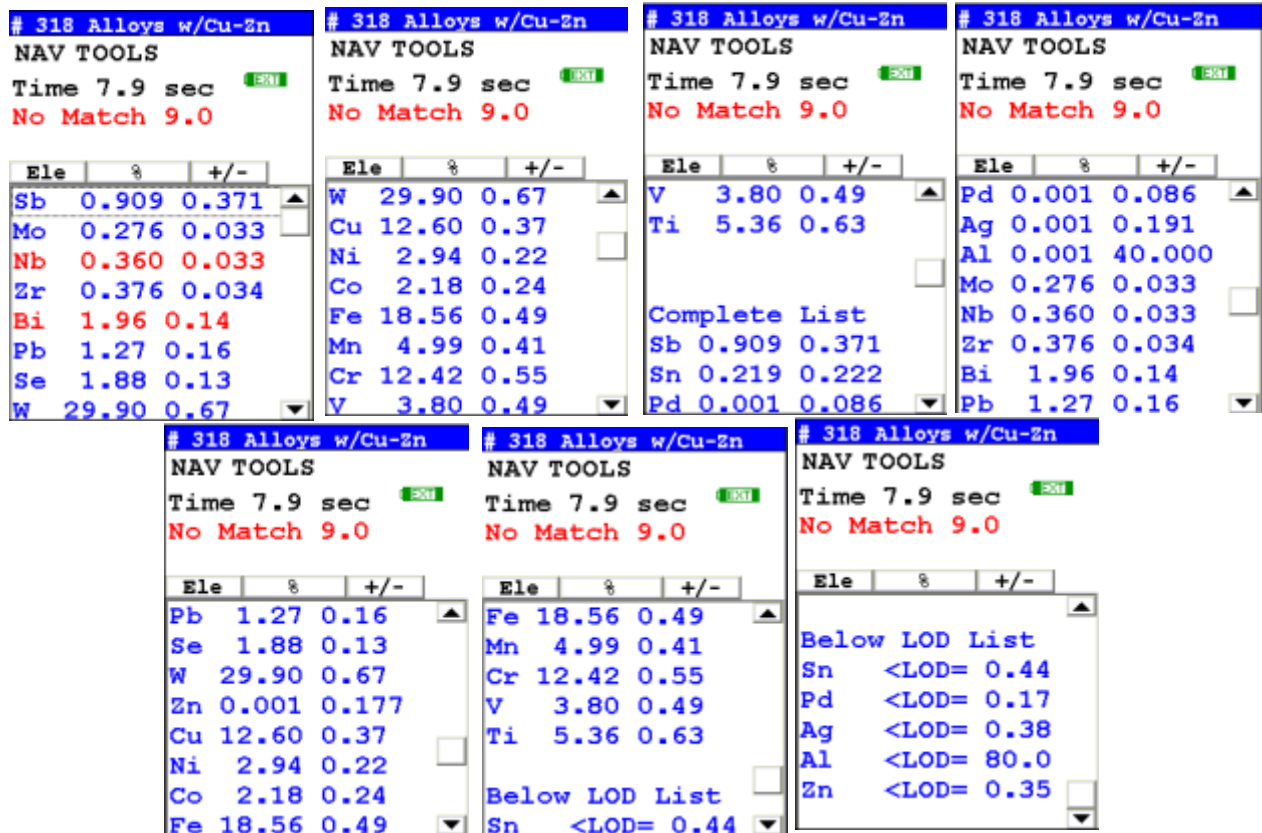 # 318 Alloys w/Cu-Zn
NAV TOOLS
Time 7.9 sec EXT
No Match 9.0
Ele % +/-
Sb 0.909 0.371
Mo 0.276 0.033
Nb 0.360 0.033
Zr 0.376 0.034
Bi 1.96 0.14
Pb 1.27 0.16
Se 1.88 0.13
W 29.90 0.67
# 318 Alloys w/Cu-Zn
NAV TOOLS
Time 7.9 sec EXT
No Match 9.0
Ele % +/-
W 29.90 0.67
Cu 12.60 0.37
Ni 2.94 0.22
Co 2.18 0.24
Fe 18.56 0.49
Mn 4.99 0.41
Cr 12.42 0.55
V 3.80 0.49
# 318 Alloys w/Cu-Zn
NAV TOOLS
Time 7.9 sec EXT
No Match 9.0
Ele % +/-
V 3.80 0.49
Ti 5.36 0.63
Complete List
Sb 0.909 0.371
Sn 0.219 0.222
Pd 0.001 0.086
# 318 Alloys w/Cu-Zn
NAV TOOLS
Time 7.9 sec EXT
No Match 9.0
Ele % +/-
Pd 0.001 0.086
Ag 0.001 0.191
Al 0.001 40.000
Mo 0.276 0.033
Nb 0.360 0.033
Zr 0.376 0.034
Bi 1.96 0.14
Pb 1.27 0.16
# 318 Alloys w/Cu-Zn
NAV TOOLS
Time 7.9 sec EXT
No Match 9.0
Ele % +/-
Pb 1.27 0.16
Se 1.88 0.13
W 29.90 0.67
Zn 0.001 0.177
Cu 12.60 0.37
Ni 2.94 0.22
Co 2.18 0.24
Fe 18.56 0.49
# 318 Alloys w/Cu-Zn
NAV TOOLS
Time 7.9 sec EXT
No Match 9.0
Ele % +/-
Fe 18.56 0.49
Mn 4.99 0.41
Cr 12.42 0.55
V 3.80 0.49
Ti 5.36 0.63
Below LOD List
Sn <LOD= 0.44
# 318 Alloys w/Cu-Zn
NAV TOOLS
Time 7.9 sec EXT
No Match 9.0
Ele % +/-
Below LOD List
Sn <LOD= 0.44
Pd <LOD= 0.17
Ag <LOD= 0.38
Al <LOD= 80.0
Zn <LOD= 0.35